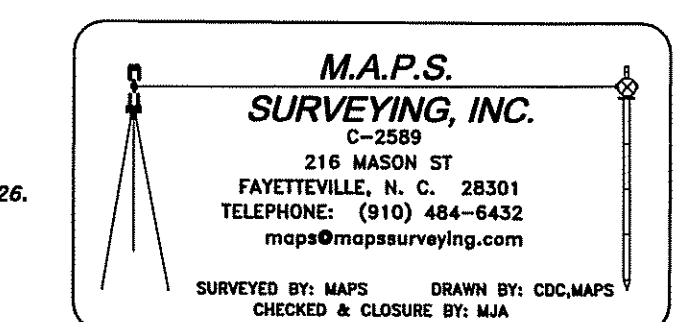 M.A.P.S.
SURVEYING, INC.
C-2589
216 MASON ST
26.
FAYETTEVILLE, N. C. 28301
TELEPHONE: (910) 484-6432
maps@mapssurveying.com
SURVEYED BY: MAPS DRAWN BY: CDC,MAPS
CHECKED & CLOSURE BY: MJA